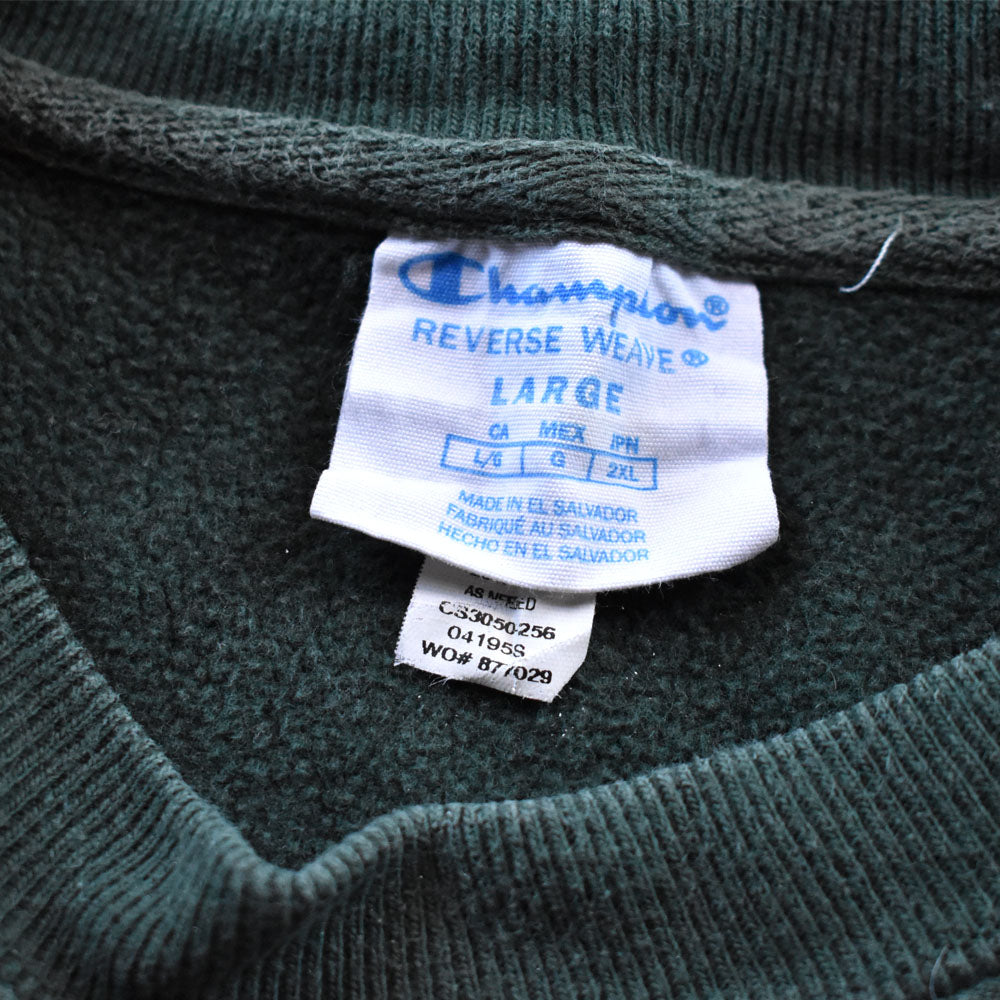 Champion®
REVERSE WEAVE®
LARGE
CA MEX JPN
L/G G 2XL
MADE IN EL SALVADOR
FABRIQUÉ AU SALVADOR
HECHO EN EL SALVADOR
AS NEEED
CS3050256
04195S
WO# 877029